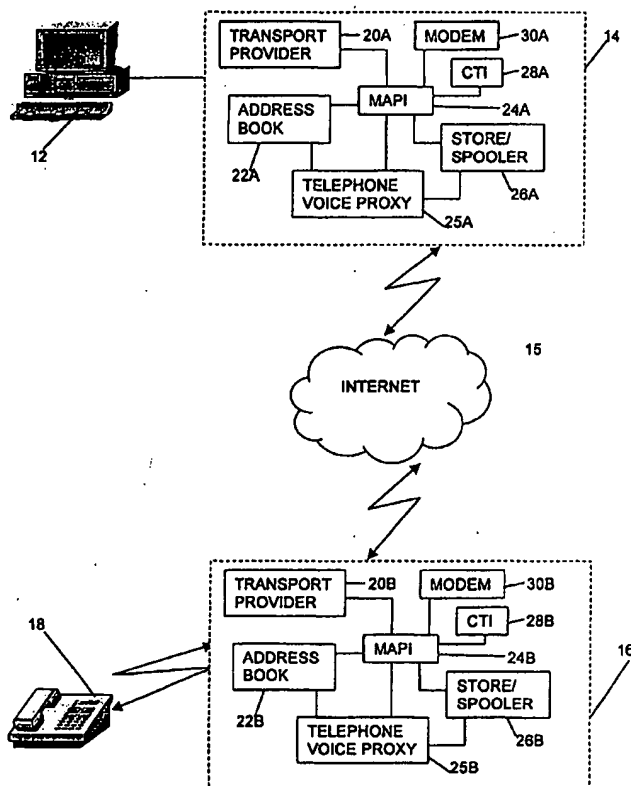 TRANSPORT
PROVIDER
20A
MODEM
30A
14
CTI
28A
MAPI
24A
ADDRESS
BOOK
22A
STORE/
SPOOLER
26A
TELEPHONE
VOICE PROXY
25A
12
15
INTERNET
TRANSPORT
PROVIDER
20B
MODEM
30B
CTI
28B
MAPI
24B
18
ADDRESS
BOOK
22B
STORE/
SPOOLER
26B
16
TELEPHONE
VOICE PROXY
25B